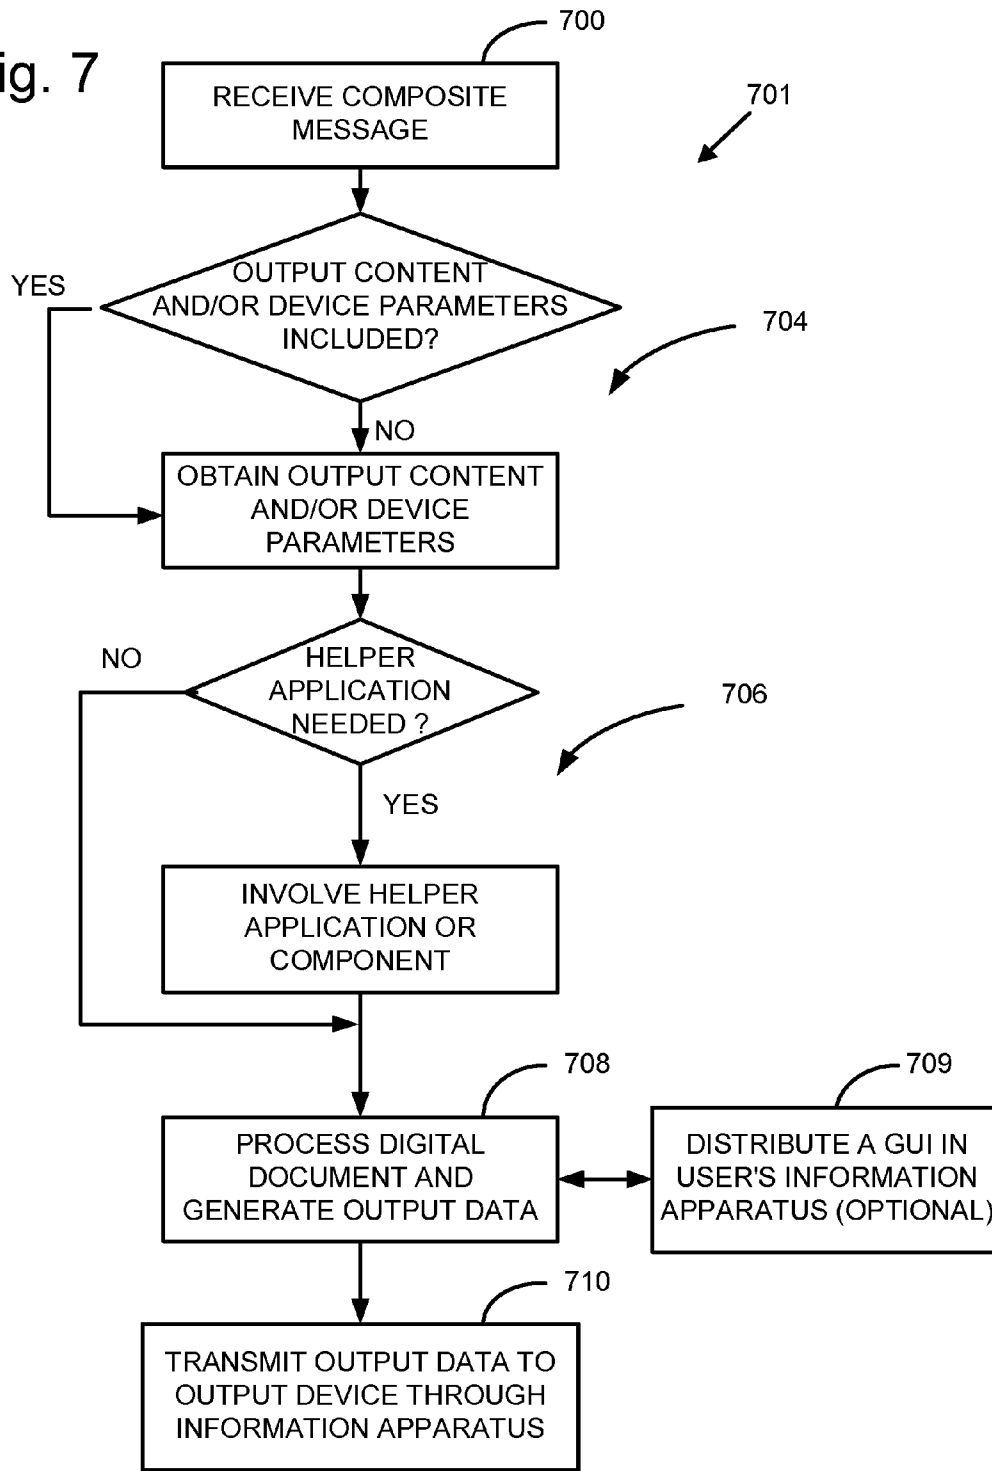 ig. 7
700
RECEIVE COMPOSITE
MESSAGE
701
OUTPUT CONTENT
AND/OR DEVICE PARAMETERS
INCLUDED?
YES
704
NO
OBTAIN OUTPUT CONTENT
AND/OR DEVICE
PARAMETERS
NO
HELPER
APPLICATION
NEEDED ?
706
YES
INVOLVE HELPER
APPLICATION OR
COMPONENT
708
709
PROCESS DIGITAL
DOCUMENT AND
GENERATE OUTPUT DATA
DISTRIBUTE A GUI IN
USER'S INFORMATION
APPARATUS (OPTIONAL)
710
TRANSMIT OUTPUT DATA TO
OUTPUT DEVICE THROUGH
INFORMATION APPARATUS